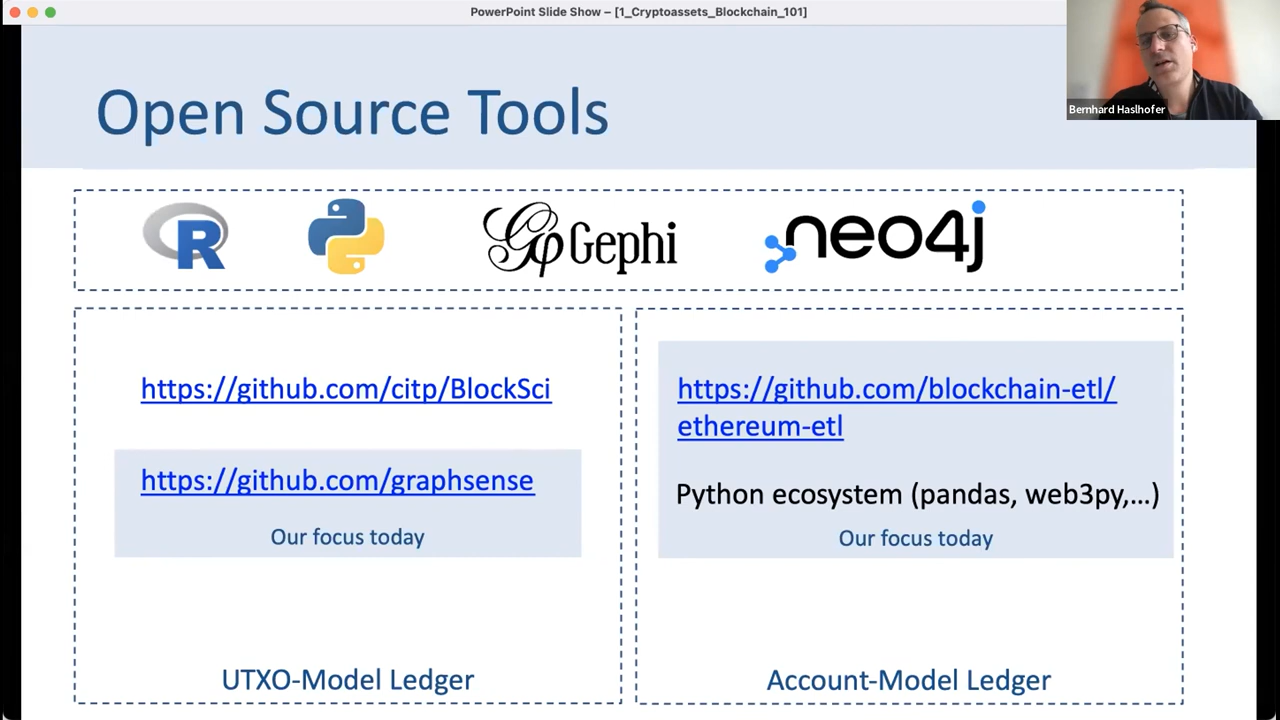 PowerPoint Slide Show – [1_Cryptoassets_Blockchain_101]
Bernhard Haslhofer
Open Source Tools
R
Gephi
neo4j
https://github.com/citp/BlockSci
https://github.com/graphsense
Our focus today
UTXO-Model Ledger
https://github.com/blockchain-etl/
ethereum-etl
Python ecosystem (pandas, web3py,...)
Our focus today
Account-Model Ledger